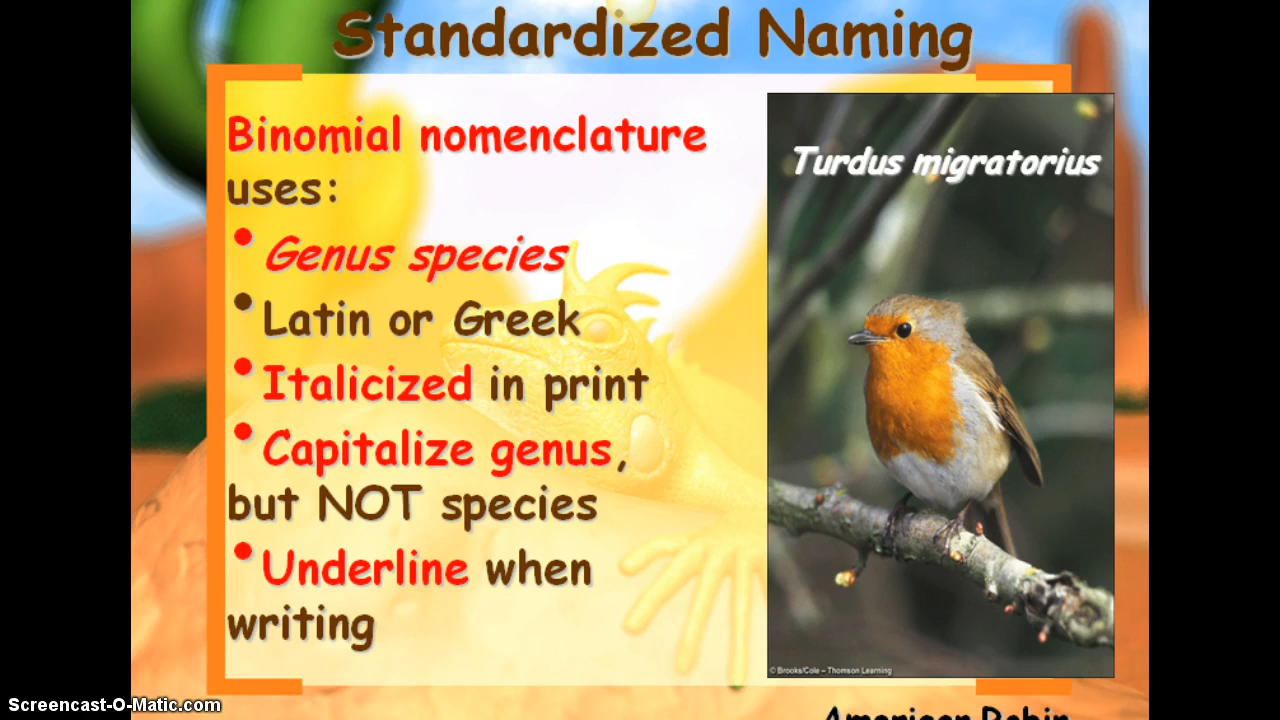 Standardized Naming
Binomial nomenclature
uses:
• Genus species
• Latin or Greek
• Italicized in print
• Capitalize genus,
but NOT species
• Underline when
writing
Turdus migratorius
© Brooks/Cole – Thomson Learning
American Robin
Screencast-O-Matic.com